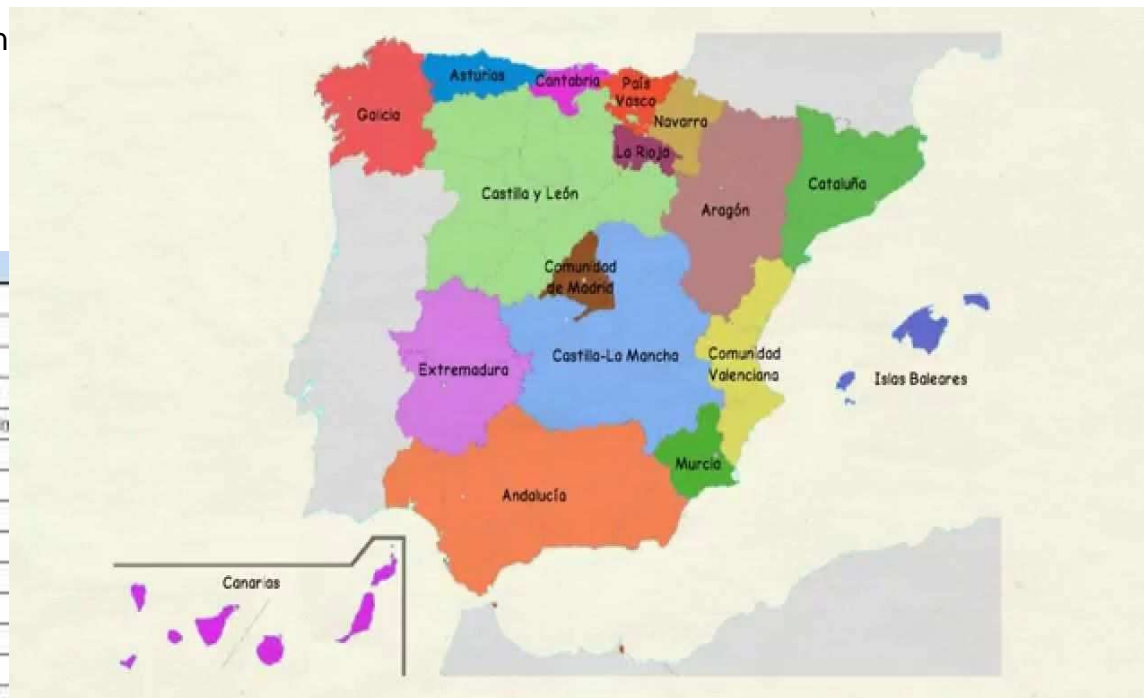 n
Asturias
Cantabria
País
Vasco
Galicia
Navarra
La Rioja
Castilla y León
Cataluña
Aragón
Comunidad
de Madrid
Castilla-La Mancha
Comunidad
Valenciana
Extremadura
Islas Baleares
Murcia
Andalucía
Canarias